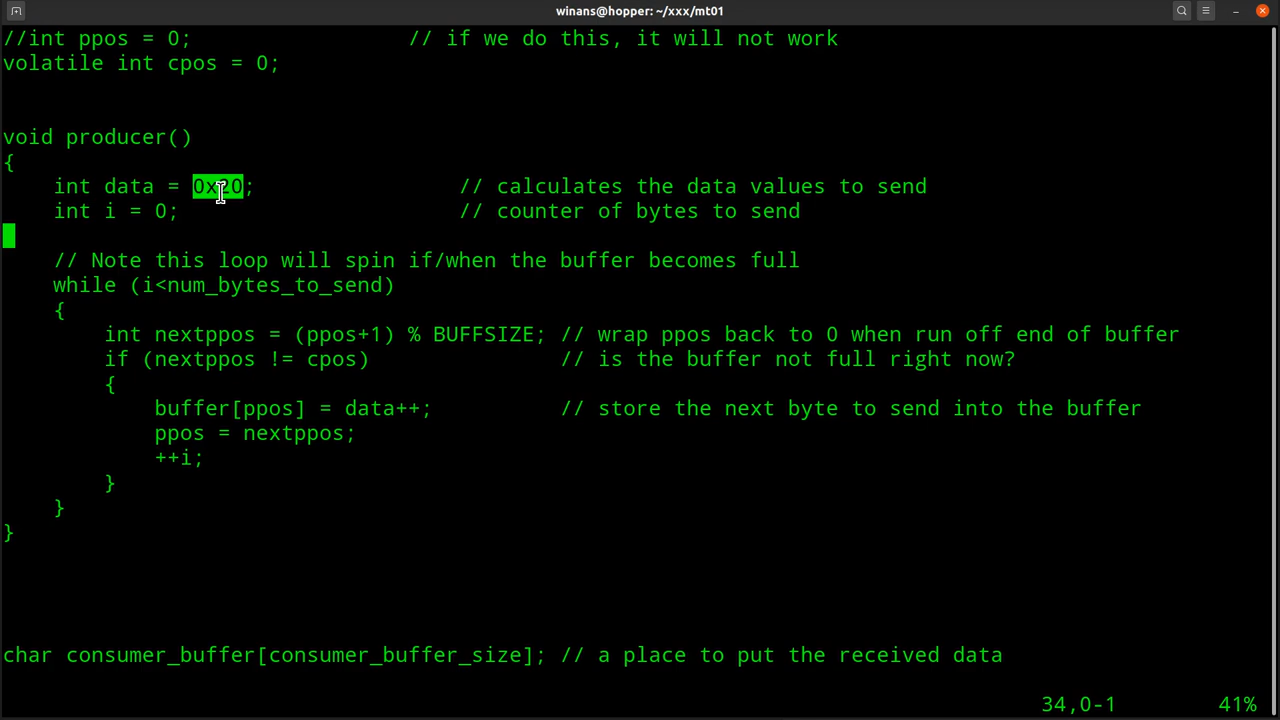 winans@hopper: ~/xxx/mt01
//int ppos = 0; // if we do this, it will not work
volatile int cpos = 0;
void producer()
{
int data = 0x20; // calculates the data values to send
int i = 0; // counter of bytes to send
// Note this loop will spin if/when the buffer becomes full
while (i<num_bytes_to_send)
{
int nextppos = (ppos+1) % BUFFSIZE; // wrap ppos back to 0 when run off end of buffer
if (nextppos != cpos) // is the buffer not full right now?
{
buffer[ppos] = data++; // store the next byte to send into the buffer
ppos = nextppos;
++i;
}
}
}
char consumer_buffer[consumer_buffer_size]; // a place to put the received data
34,0-1 41%